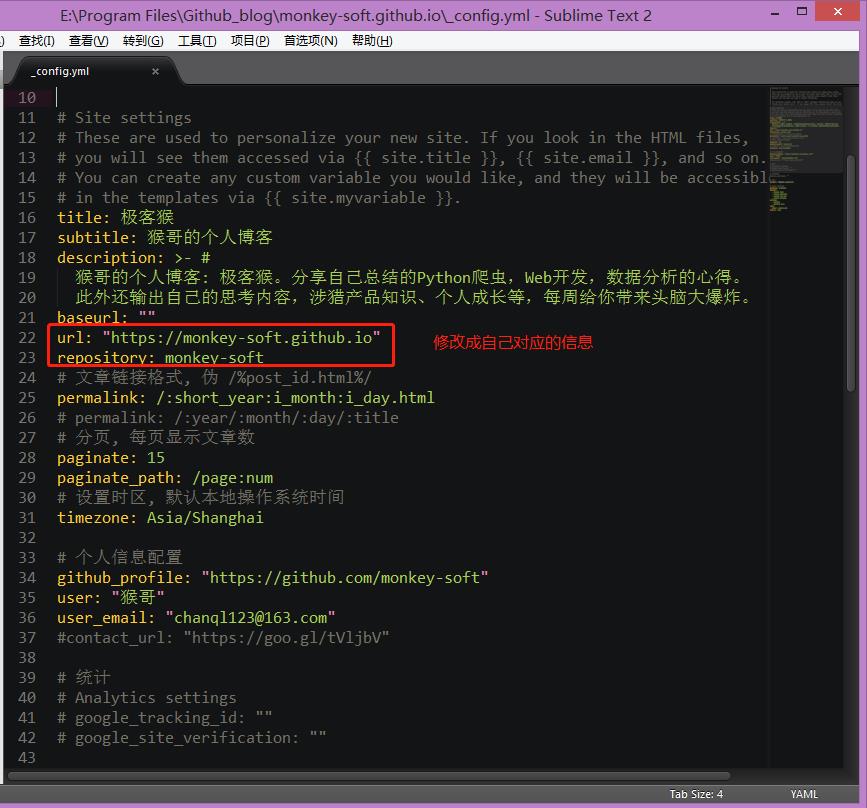 E:\Program Files\Github_blog\monkey-soft.github.io\_config.yml - Sublime Text 2
查找(I) 查看(V) 转到(G) 工具(T) 项目(P) 首选项(N) 帮助(H)
_config.yml ×
10
11 # Site settings
12 # These are used to personalize your new site. If you look in the HTML files,
13 # you will see them accessed via {{ site.title }}, {{ site.email }}, and so on.
14 # You can create any custom variable you would like, and they will be accessibl
15 # in the templates via {{ site.myvariable }}.
16 title: 极客猴
17 subtitle: 猴哥的个人博客
18 description: >- #
19 猴哥的个人博客: 极客猴。分享自己总结的Python爬虫，Web开发，数据分析的心得。
20 此外还输出自己的思考内容，涉猎产品知识、个人成长等，每周给你带来头脑大爆炸。
21 baseurl: ""
22 url: "https://monkey-soft.github.io"
修改成自己对应的信息
23 repository: monkey-soft
24 # 文章链接格式, 伪 /%post_id.html%/
25 permalink: /:short_year:i_month:i_day.html
26 # permalink: /:year/:month/:day/:title
27 # 分页, 每页显示文章数
28 paginate: 15
29 paginate_path: /page:num
30 # 设置时区, 默认本地操作系统时间
31 timezone: Asia/Shanghai
32
33 # 个人信息配置
34 github_profile: "https://github.com/monkey-soft"
35 user: "猴哥"
36 user_email: "chanql123@163.com"
37 #contact_url: "https://goo.gl/tVljbV"
38
39 # 统计
40 # Analytics settings
41 # google_tracking_id: ""
42 # google_site_verification: ""
43
Tab Size: 4 YAML